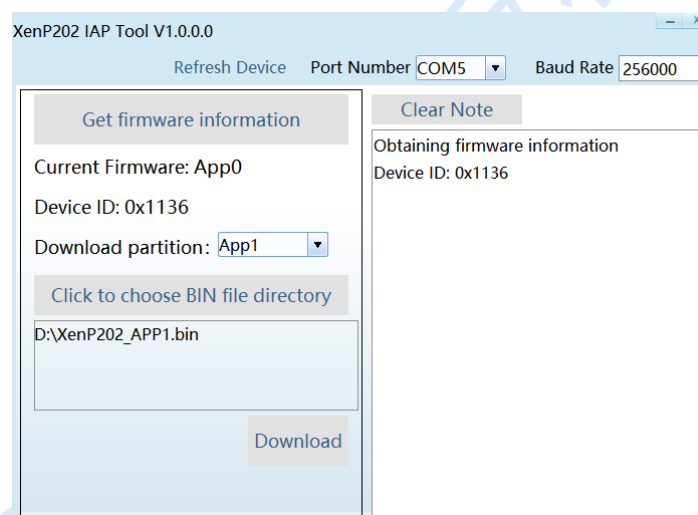 XenP202 IAP Tool V1.0.0.0
Refresh Device Port Number COM5 Baud Rate 256000
Get firmware information
Current Firmware: App0
Device ID: 0x1136
Download partition: App1
Click to choose BIN file directory
D:\XenP202_APP1.bin
Download
Clear Note
Obtaining firmware information
Device ID: 0x1136